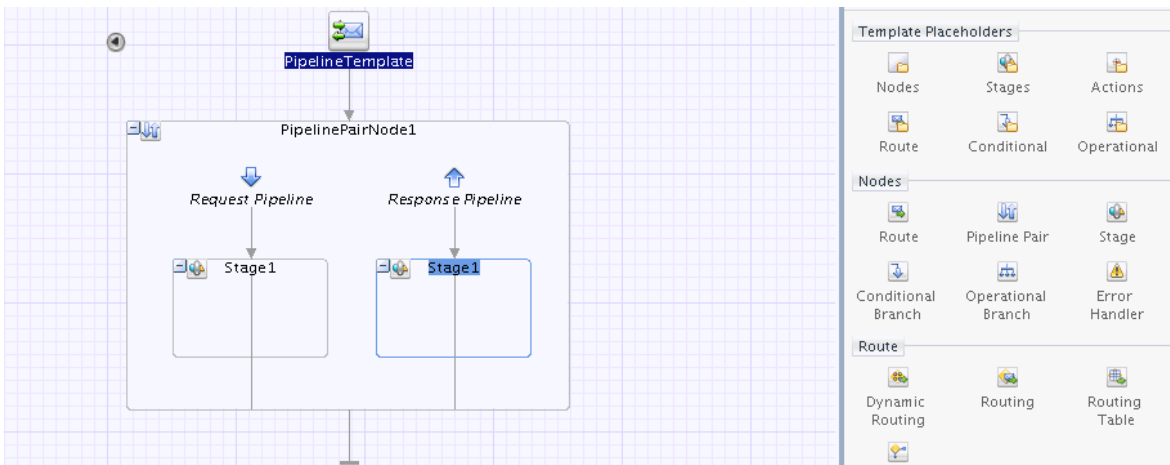 PipelineTemplate
PipelinePairNode1
Request Pipeline
Response Pipeline
Stage1
Stage1
Template Placeholders
Nodes
Stages
Actions
Route
Conditional
Operational
Nodes
Route
Pipeline Pair
Stage
Conditional
Branch
Operational
Branch
Error
Handler
Route
Dynamic
Routing
Routing
Routing
Table